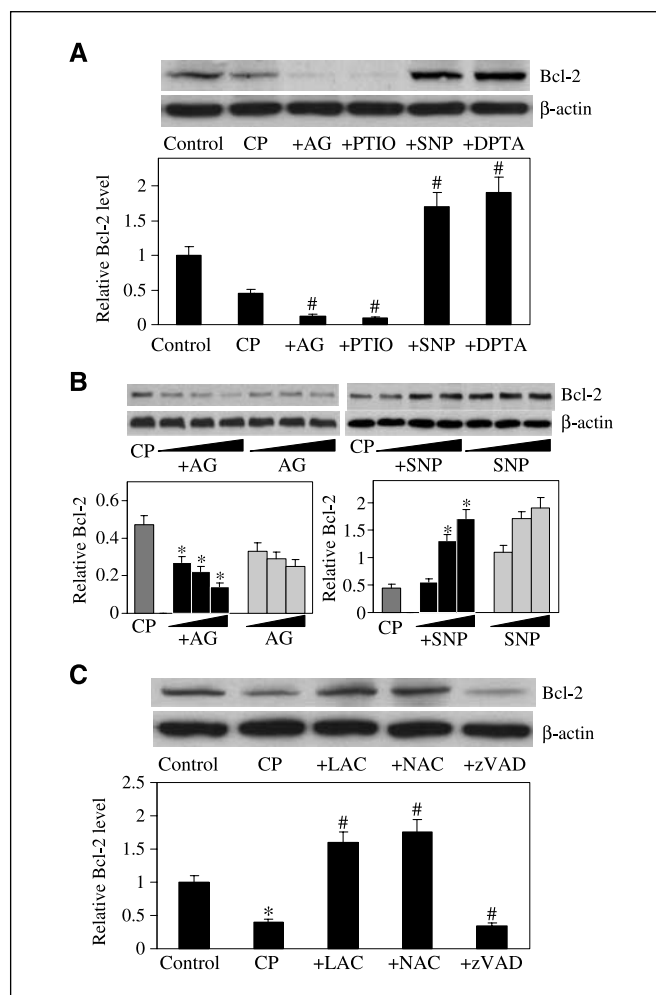 A
Bcl-2
β-actin
Control CP +AG +PTIO +SNP +DPTA
Relative Bcl-2 level
2
1.5
1
0.5
0
# # # #
Control CP +AG +PTIO +SNP +DPTA
B
Bcl-2
β-actin
CP +AG AG CP +SNP SNP
Relative Bcl-2
0.6
0.4
0.2
0
* * *
CP +AG AG
Relative Bcl-2
2
1.5
1
0.5
0
* *
CP +SNP SNP
C
Bcl-2
β-actin
Control CP +LAC +NAC +zVAD
Relative Bcl-2 level
2
1.5
1
0.5
0
* # # #
Control CP +LAC +NAC +zVAD